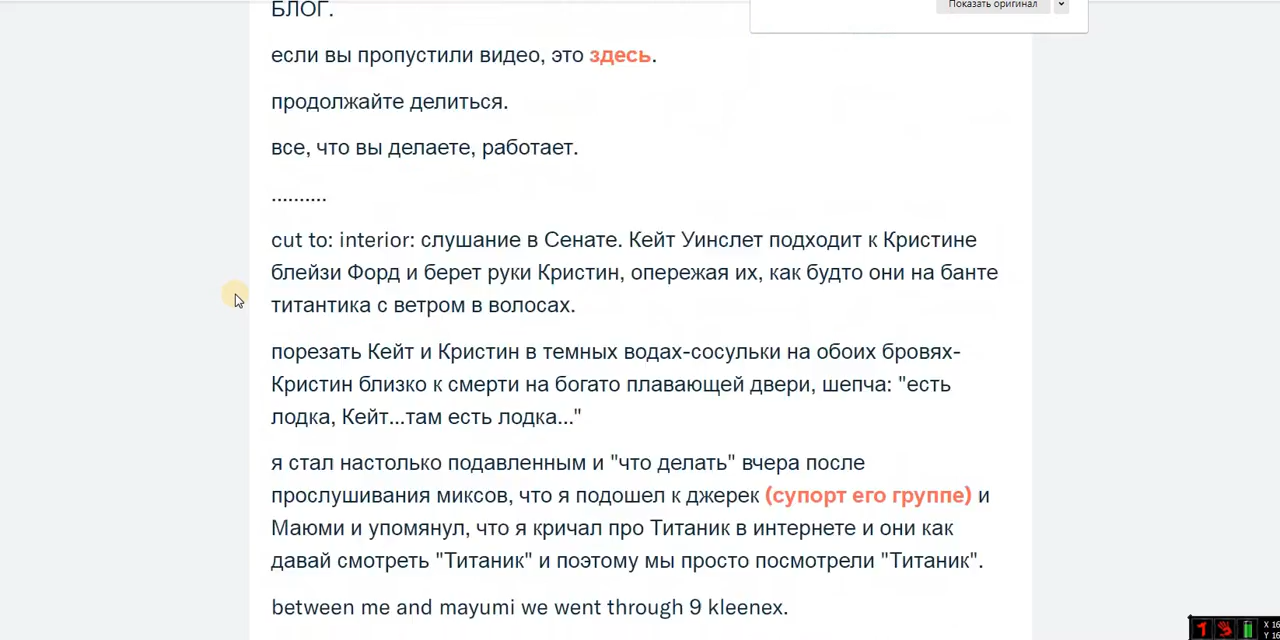 БЛОГ.
Показать оригинал
если вы пропустили видео, это здесь.
продолжайте делиться.
все, что вы делаете, работает.
..........
cut to: interior: слушание в Сенате. Кейт Уинслет подходит к Кристине
блейзи Форд и берет руки Кристин, опережая их, как будто они на банте
титантика с ветром в волосах.
порезать Кейт и Кристин в темных водах-сосульки на обоих бровях-
Кристин близко к смерти на богато плавающей двери, шепча: "есть
лодка, Кейт...там есть лодка..."
я стал настолько подавленным и "что делать" вчера после
прослушивания миксов, что я подошел к джерек (супорт его группе) и
Маюми и упомянул, что я кричал про Титаник в интернете и они как
давай смотреть "Титаник" и поэтому мы просто посмотрели "Титаник".
between me and mayumi we went through 9 kleenex.
X 16